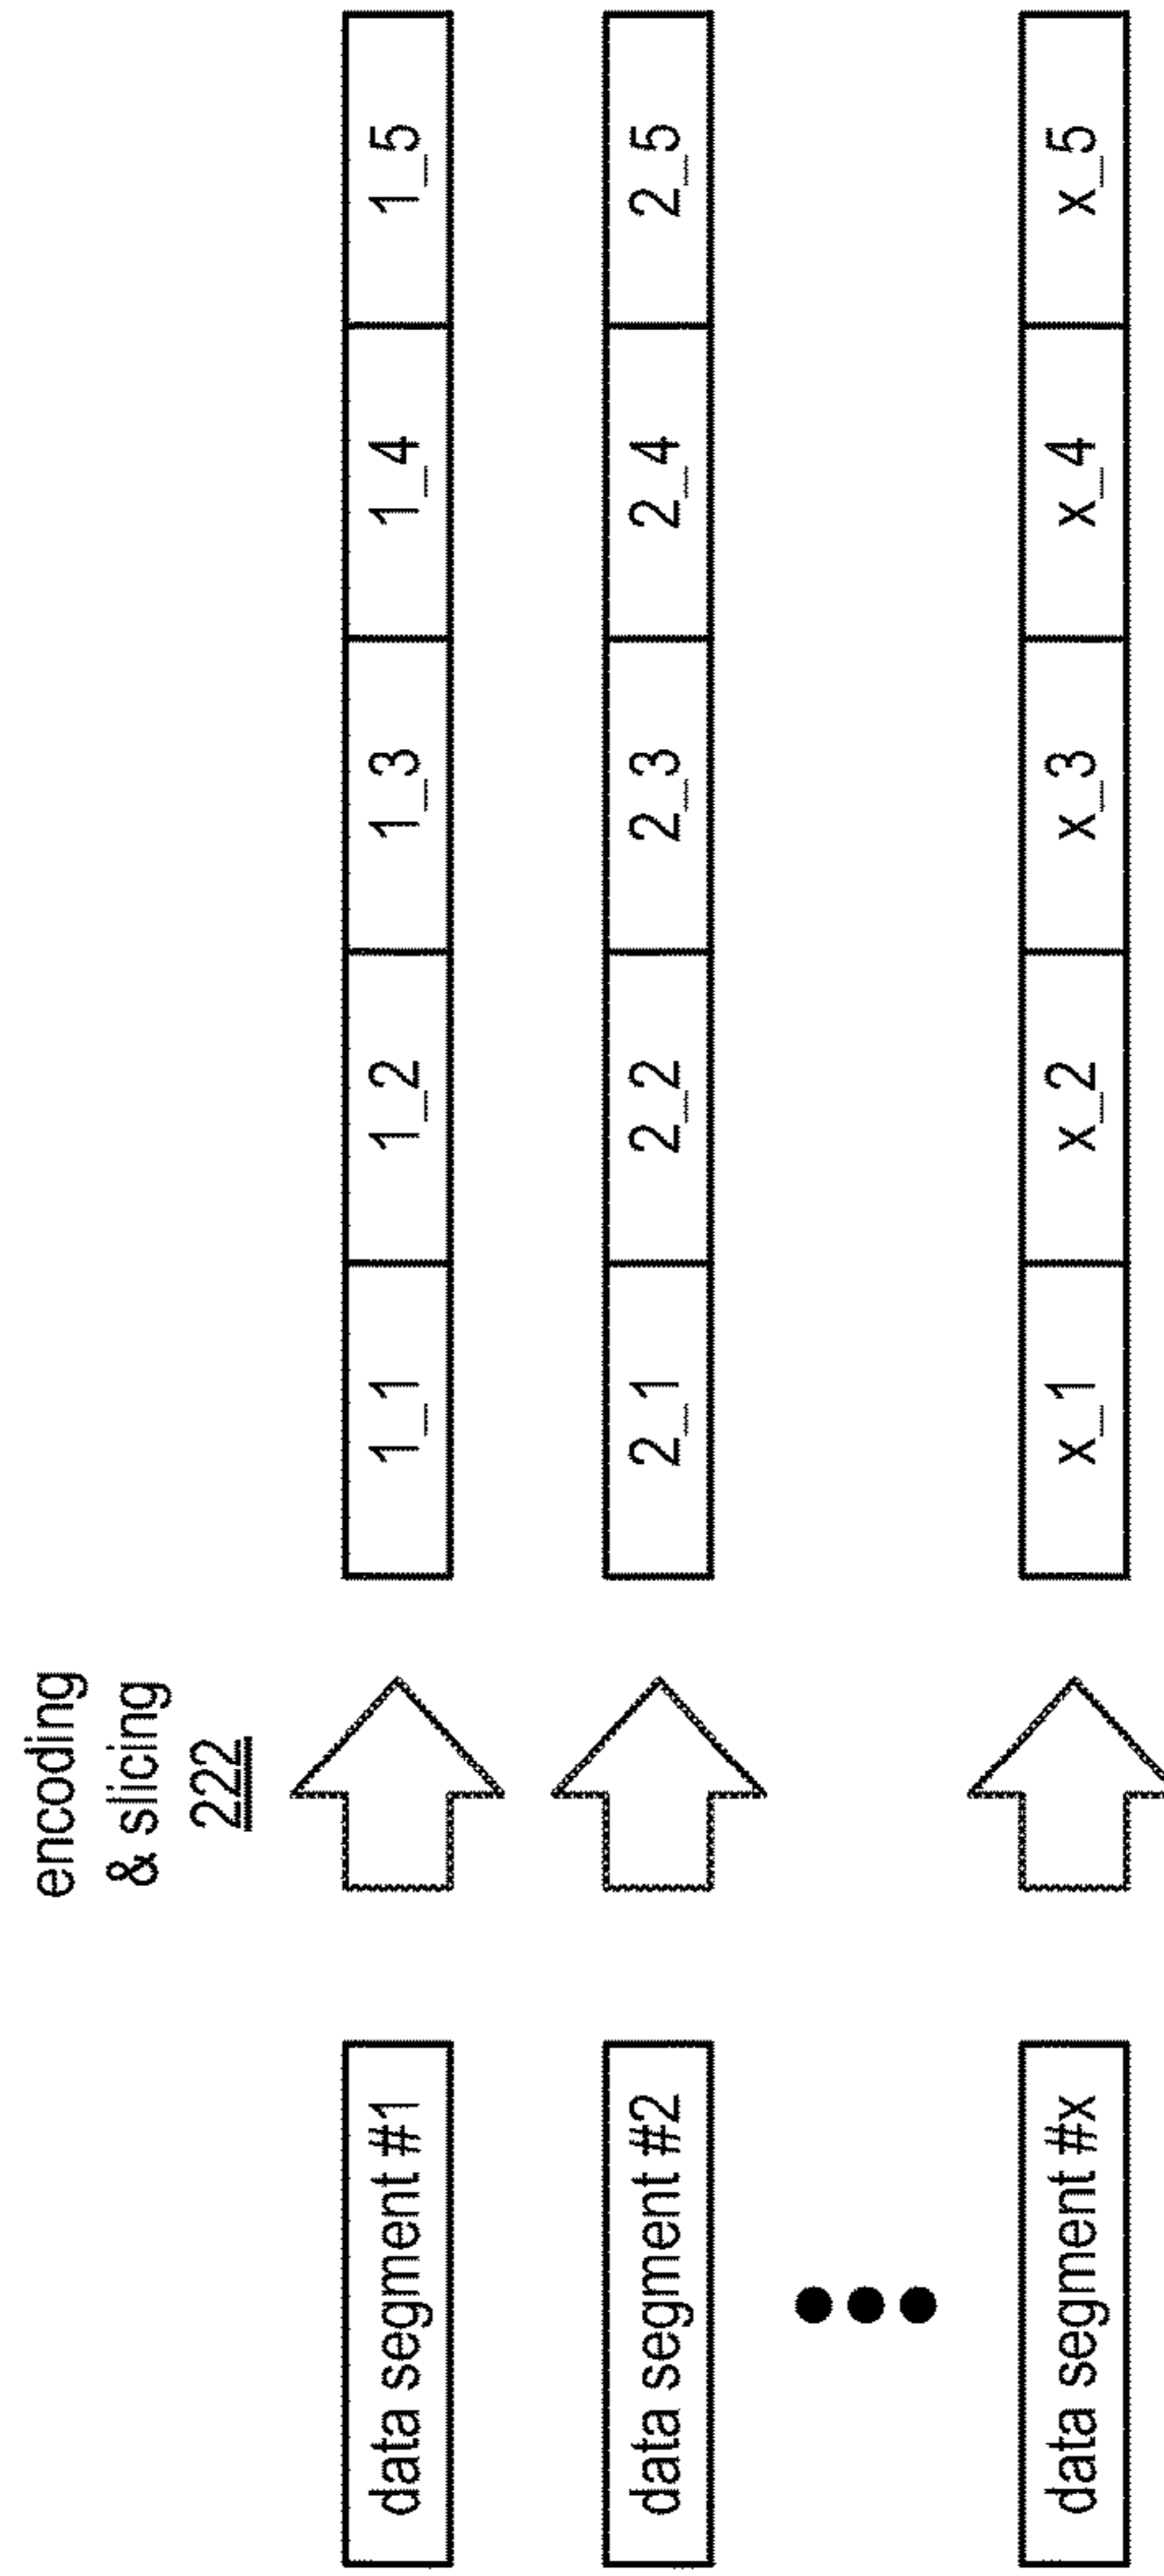 encoding
& slicing
222
data segment #1
1_1
1_2
1_3
1_4
1_5
data segment #2
2_1
2_2
2_3
2_4
2_5
data segment #x
x_1
x_2
x_3
x_4
x_5